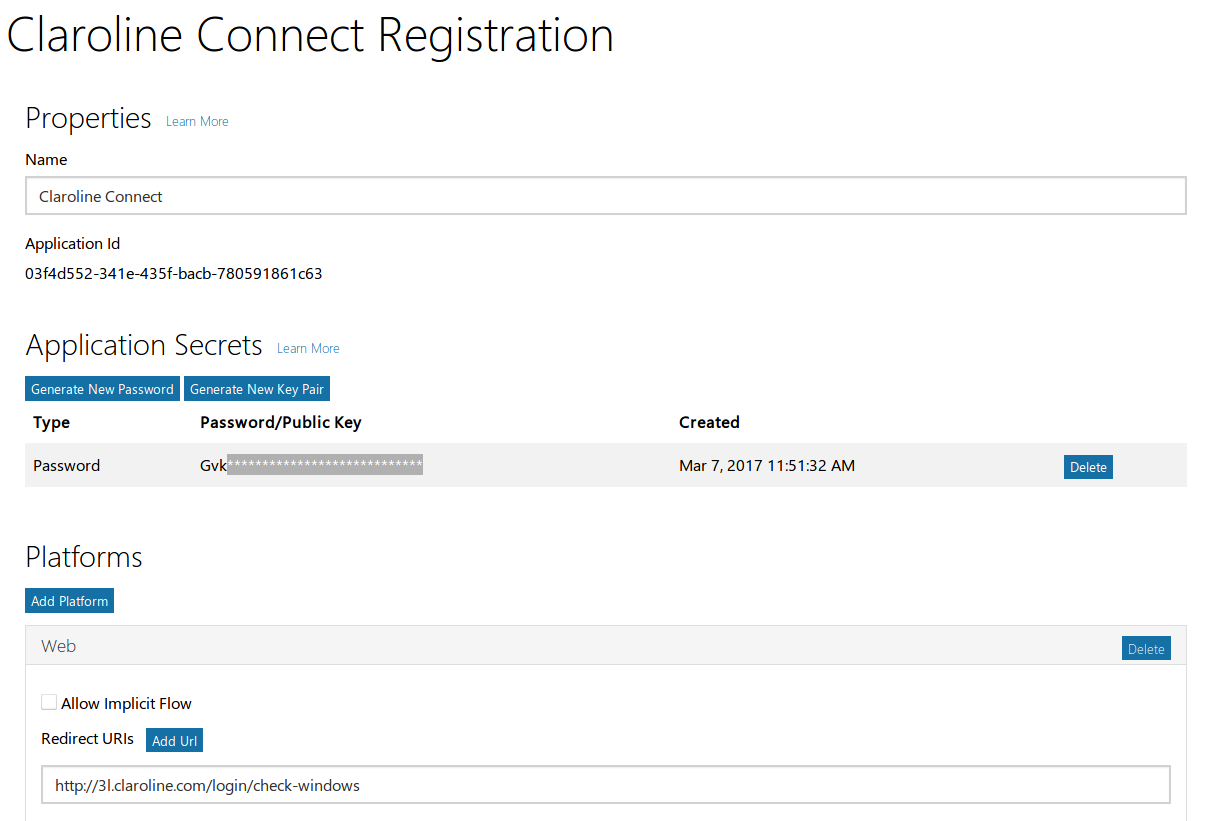 Claroline Connect Registration
Properties Learn More
Name
Claroline Connect
Application Id
03f4d552-341e-435f-bacb-780591861c63
Application Secrets Learn More
Generate New Password Generate New Key Pair
Type Password/Public Key Created
Password Gvk**************************** Mar 7, 2017 11:51:32 AM Delete
Platforms
Add Platform
Web Delete
Allow Implicit Flow
Redirect URIs Add Url
http://3l.claroline.com/login/check-windows